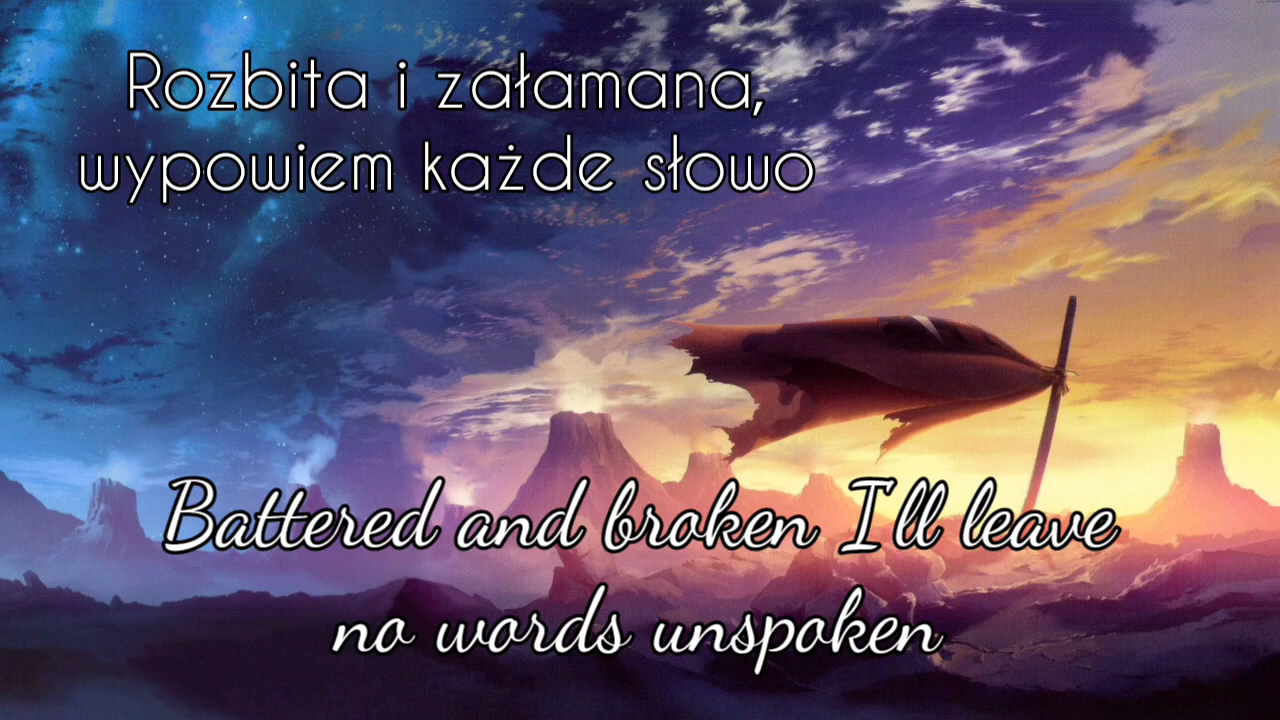 Rozbita i załamana,
wypowiem każde słowo
Battered and broken I'll leave
no words unspoken